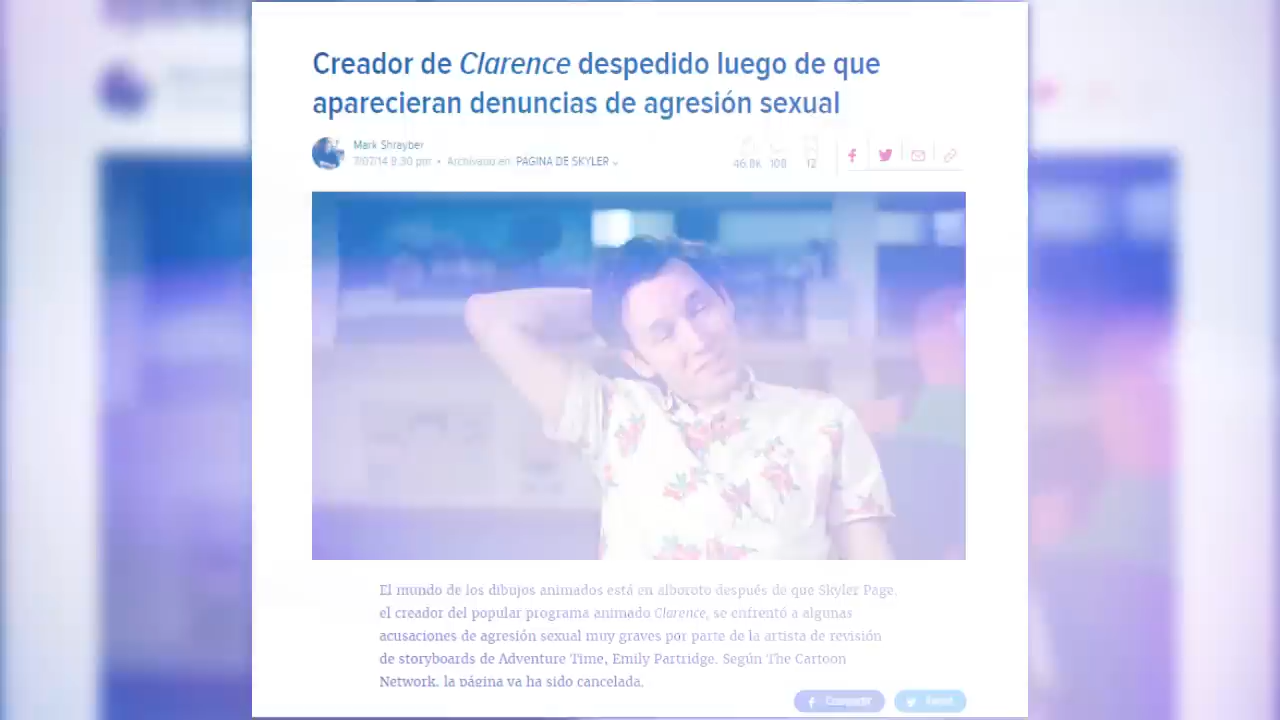 Creador de Clarence despedido luego de que
aparecieran denuncias de agresión sexual
Mark Shrayber
7/07/14 9:30 pm • Archivado en: PAGINA DE SKYLER
46.8K 108 12
El mundo de los dibujos animados está en alboroto después de que Skyler Page,
el creador del popular programa animado Clarence, se enfrentó a algunas
acusaciones de agresión sexual muy graves por parte de la artista de revisión
de storyboards de Adventure Time, Emily Partridge. Según The Cartoon
Network, la página ya ha sido cancelada.
Compartir Tweet